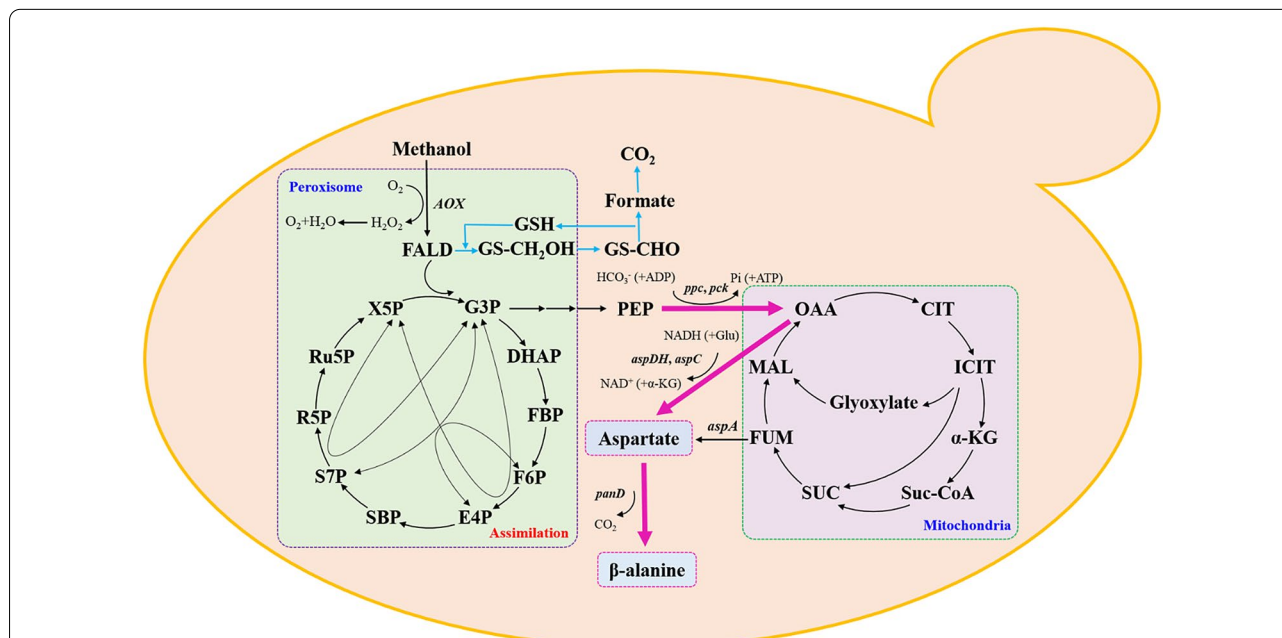 Methanol
CO₂
Peroxisome
O₂
Formate
AOX
O₂+H₂O
H₂O₂
GSH
FALD
GS-CH₂OH
GS-CHO
HCO₃⁻ (+ADP)
Pi (+ATP)
ppc, pck
X5P
G3P
PEP
OAA
CIT
NADH (+Glu)
Ru5P
DHAP
aspDH, aspC
MAL
ICIT
NAD⁺ (+α-KG)
R5P
FBP
Glyoxylate
Aspartate
aspA
FUM
α-KG
S7P
F6P
panD
SUC
Suc-CoA
SBP
E4P
CO₂
Mitochondria
Assimilation
β-alanine